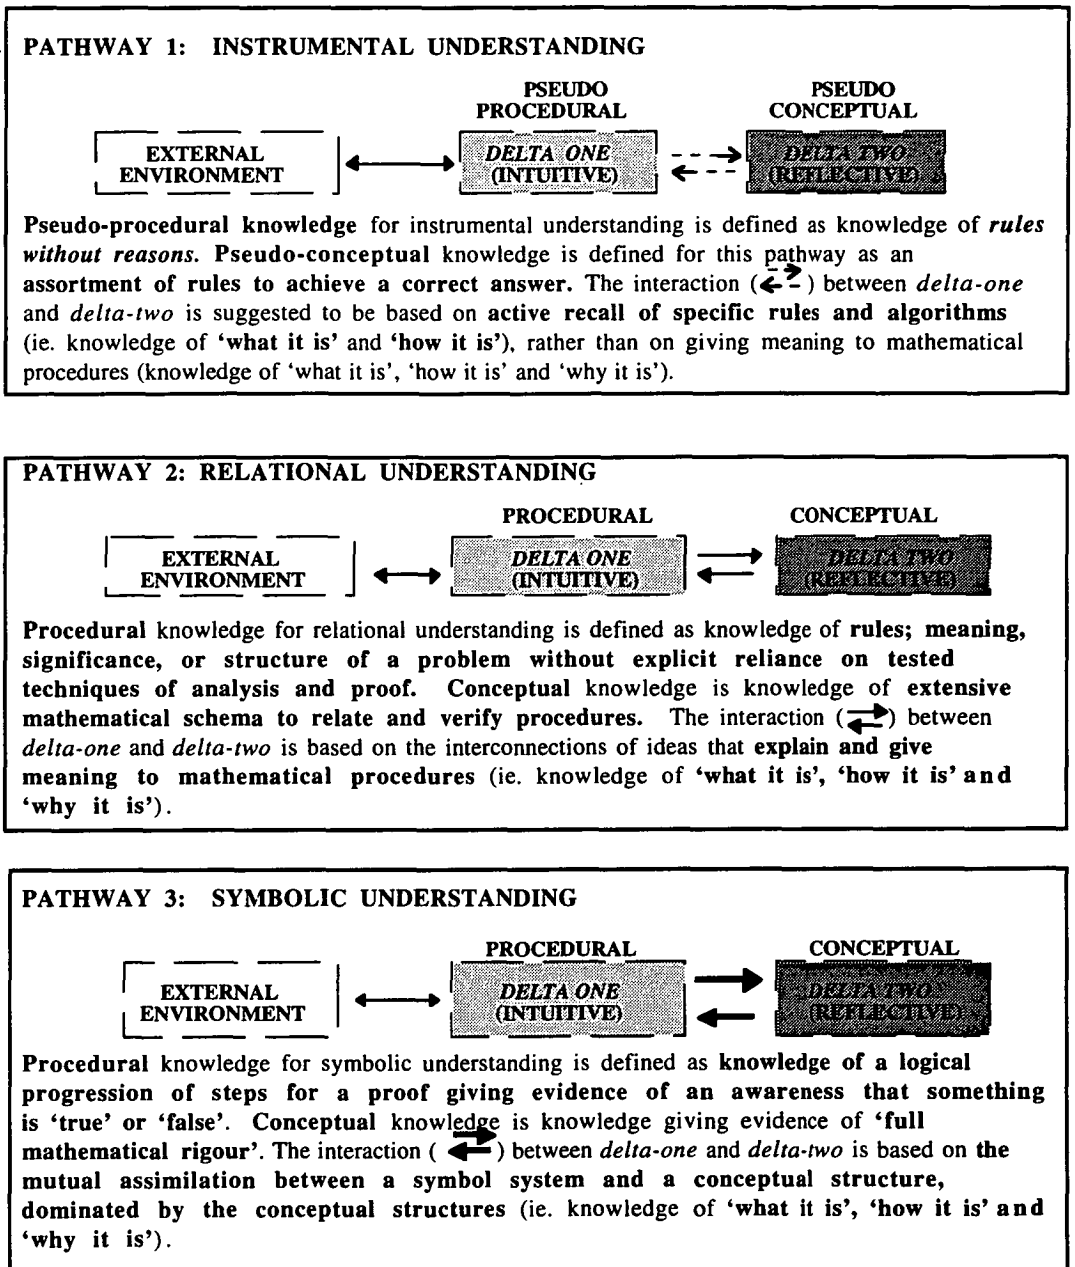 PATHWAY 1: INSTRUMENTAL UNDERSTANDING
PSEUDO PROCEDURAL
PSEUDO CONCEPTUAL
EXTERNAL ENVIRONMENT
DELTA ONE (INTUITIVE)
DELTA TWO (REFLECTIVE)
Pseudo-procedural knowledge for instrumental understanding is defined as knowledge of rules
without reasons. Pseudo-conceptual knowledge is defined for this pathway as an
assortment of rules to achieve a correct answer. The interaction ( ) between delta-one
and delta-two is suggested to be based on active recall of specific rules and algorithms
(ie. knowledge of ‘what it is’ and ‘how it is’), rather than on giving meaning to mathematical
procedures (knowledge of ‘what it is’, ‘how it is’ and ‘why it is’).
PATHWAY 2: RELATIONAL UNDERSTANDING
PROCEDURAL
CONCEPTUAL
EXTERNAL ENVIRONMENT
DELTA ONE (INTUITIVE)
DELTA TWO (REFLECTIVE)
Procedural knowledge for relational understanding is defined as knowledge of rules; meaning,
significance, or structure of a problem without explicit reliance on tested
techniques of analysis and proof. Conceptual knowledge is knowledge of extensive
mathematical schema to relate and verify procedures. The interaction ( ) between
delta-one and delta-two is based on the interconnections of ideas that explain and give
meaning to mathematical procedures (ie. knowledge of ‘what it is’, ‘how it is’ and
‘why it is’).
PATHWAY 3: SYMBOLIC UNDERSTANDING
PROCEDURAL
CONCEPTUAL
EXTERNAL ENVIRONMENT
DELTA ONE (INTUITIVE)
DELTA TWO (REFLECTIVE)
Procedural knowledge for symbolic understanding is defined as knowledge of a logical
progression of steps for a proof giving evidence of an awareness that something
is ‘true’ or ‘false’. Conceptual knowledge is knowledge giving evidence of ‘full
mathematical rigour’. The interaction ( ) between delta-one and delta-two is based on the
mutual assimilation between a symbol system and a conceptual structure,
dominated by the conceptual structures (ie. knowledge of ‘what it is’, ‘how it is’ and
‘why it is’).